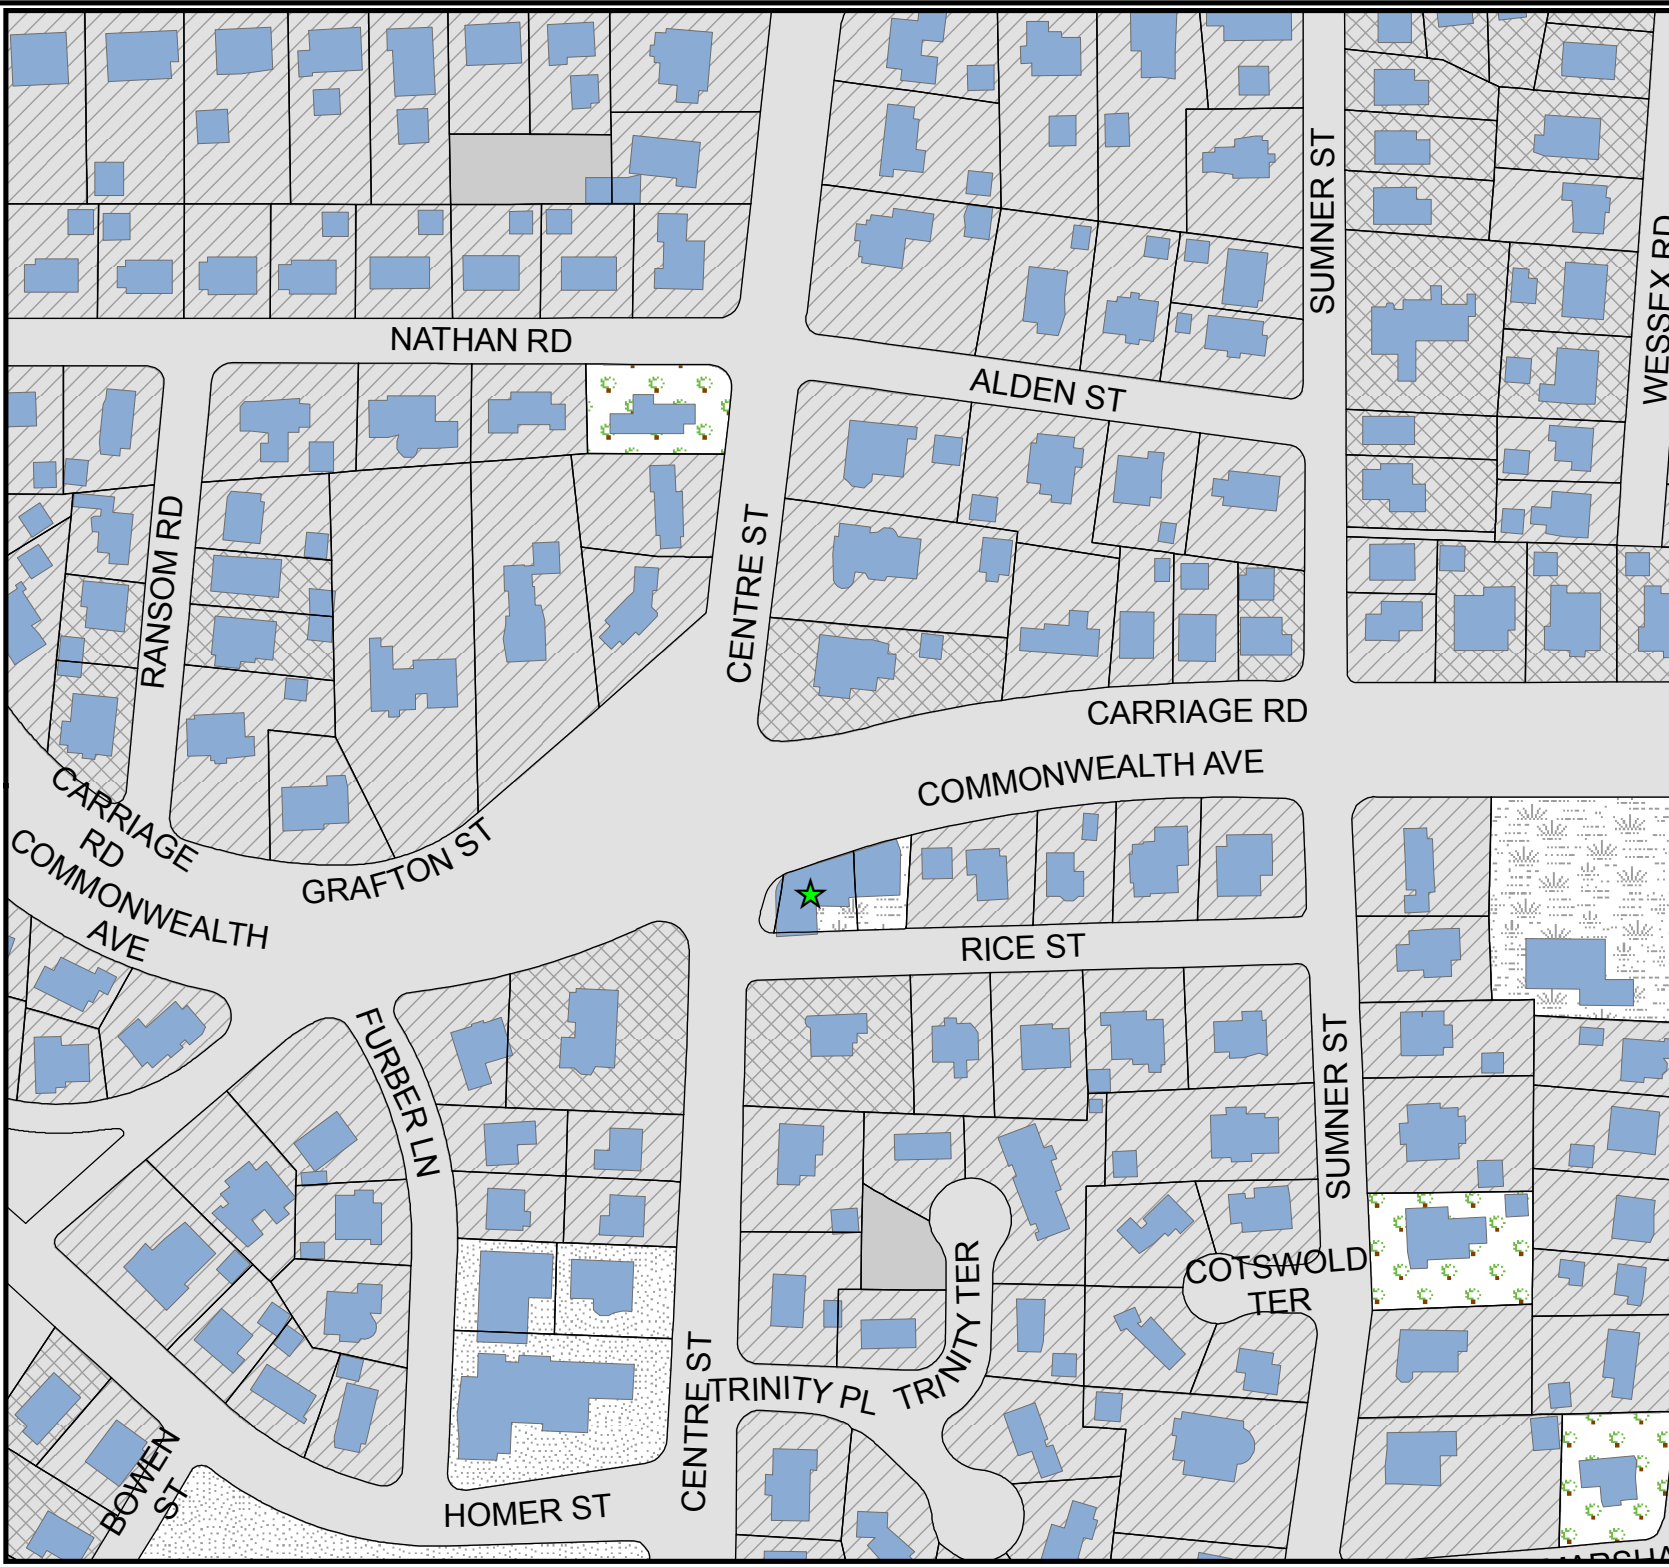 SUMNER ST
WESSEX RD
NATHAN RD
ALDEN ST
RANSOM RD
CENTRE ST
CARRIAGE RD
COMMONWEALTH AVE
CARRIAGE
RD
COMMONWEALTH
AVE
GRAFTON ST
RICE ST
FURBER LN
SUMNER ST
COTSWOLD
TER
TRINITY TER
TRINITY PL
CENTRE ST
BOWEN
ST
HOMER ST